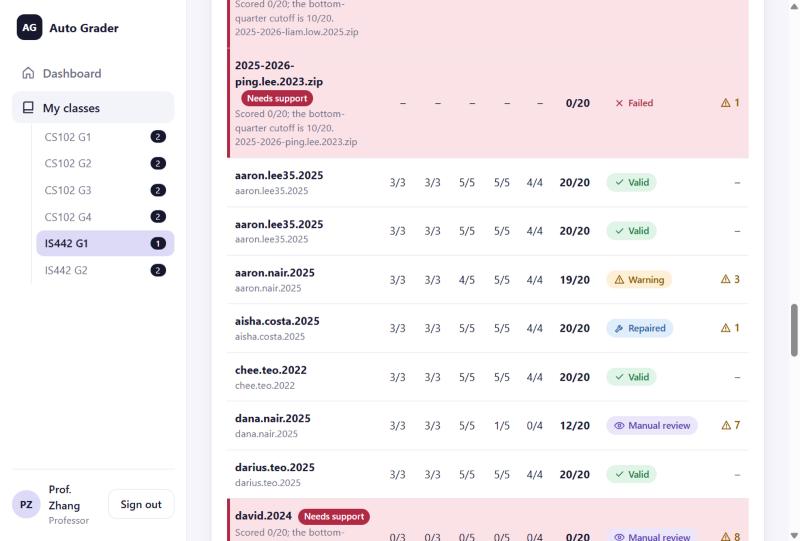 AG Auto Grader
Dashboard
My classes
CS102 G1 2
CS102 G2 2
CS102 G3 2
CS102 G4 2
IS442 G1 1
IS442 G2 2
PZ
Prof.
Zhang
Professor
Sign out
Scored 0/20; the bottom-
quarter cutoff is 10/20.
2025-2026-liam.low.2025.zip
2025-2026-
ping.lee.2023.zip
Needs support
Scored 0/20; the bottom-
quarter cutoff is 10/20.
2025-2026-ping.lee.2023.zip
– – – – – 0/20 Failed 1
aaron.lee35.2025
aaron.lee35.2025
3/3 3/3 5/5 5/5 4/4 20/20 Valid –
aaron.lee35.2025
aaron.lee35.2025
3/3 3/3 5/5 5/5 4/4 20/20 Valid –
aaron.nair.2025
aaron.nair.2025
3/3 3/3 4/5 5/5 4/4 19/20 Warning 3
aisha.costa.2025
aisha.costa.2025
3/3 3/3 5/5 5/5 4/4 20/20 Repaired 1
chee.teo.2022
chee.teo.2022
3/3 3/3 5/5 5/5 4/4 20/20 Valid –
dana.nair.2025
dana.nair.2025
3/3 3/3 5/5 1/5 0/4 12/20 Manual review 7
darius.teo.2025
darius.teo.2025
3/3 3/3 5/5 5/5 4/4 20/20 Valid –
david.2024 Needs support
Scored 0/20; the bottom-
0/3 0/3 0/5 0/5 0/4 0/20 Manual review 8